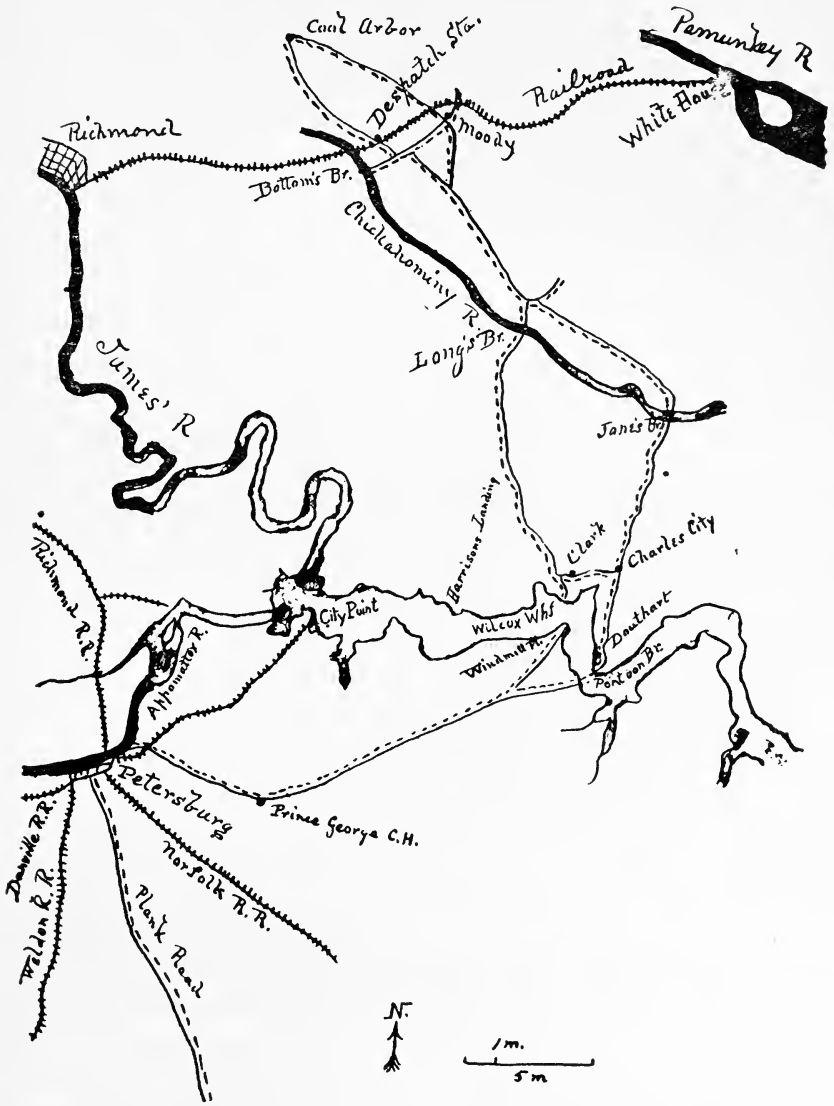 Cool Arbor
Despatch Sta.
Pamunkey R
Railroad
White House
Richmond
Moody
Bottom's Br.
Chickahominy R.
Long's Br.
James' R
Jones Br
Harrisons Landing
Clark
Charles City
Richmond R.R.
City Point
Wilcox Whf
Douthart
Windmill Pt.
Pontoon Br.
Appomattox R.
Petersburg
Prince George C.H.
Danville R.R.
Norfolk R.R.
Weldon R.R.
Plank Road
N.
1 m.
5 m